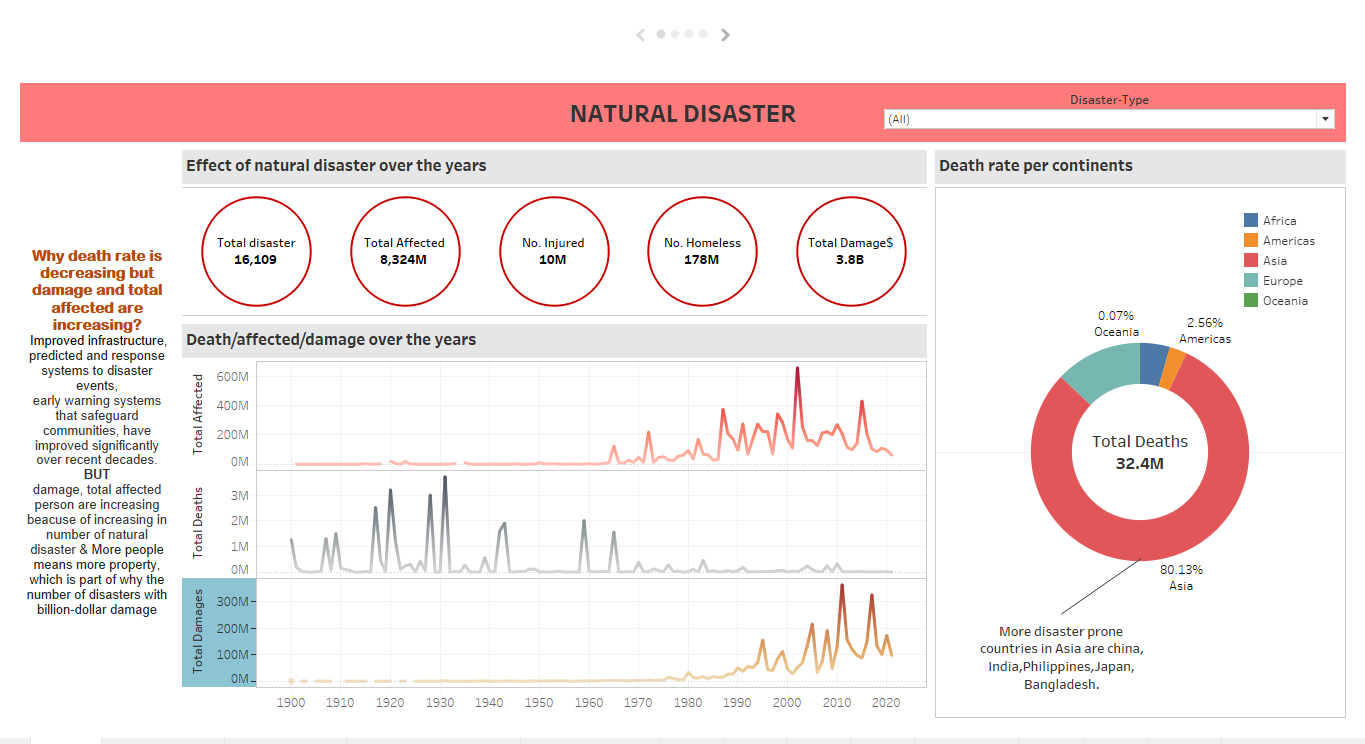 NATURAL DISASTER
Disaster-Type
(All)
Why death rate is
decreasing but
damage and total
affected are
increasing?
Improved infrastructure,
predicted and response
systems to disaster
events,
early warning systems
that safeguard
communities, have
improved significantly
over recent decades.
BUT
damage, total affected
person are increasing
beacuse of increasing in
number of natural
disaster & More people
means more property,
which is part of why the
number of disasters with
billion-dollar damage
Effect of natural disaster over the years
Total disaster
16,109
Total Affected
8,324M
No. Injured
10M
No. Homeless
178M
Total Damage$
3.8B
Death/affected/damage over the years
Total Affected
600M
400M
200M
0M
Total Deaths
3M
2M
1M
0M
Total Damages
300M
200M
100M
0M
1900 1910 1920 1930 1940 1950 1960 1970 1980 1990 2000 2010 2020
Death rate per continents
Africa
Americas
Asia
Europe
Oceania
0.07%
Oceania
2.56%
Americas
Total Deaths
32.4M
80.13%
Asia
More disaster prone
countries in Asia are china,
India,Philippines,Japan,
Bangladesh.